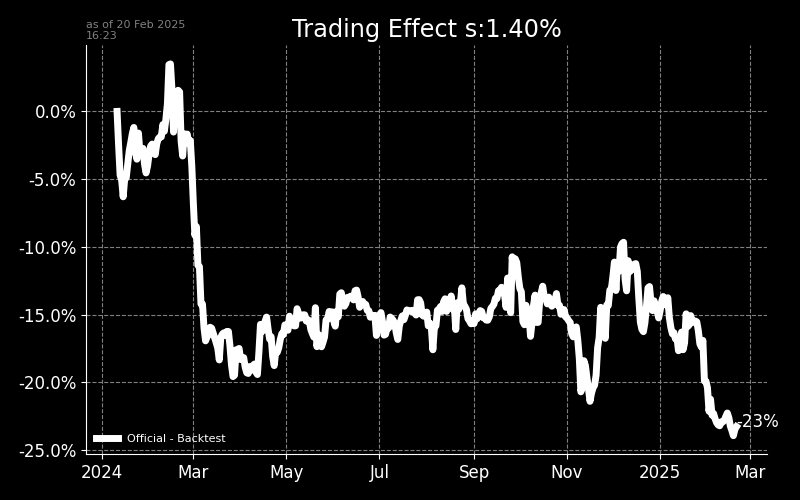 as of 20 Feb 2025
16:23
Trading Effect s:1.40%
0.0%
-5.0%
-10.0%
-15.0%
-20.0%
-25.0%
-23%
Official - Backtest
2024 Mar May Jul Sep Nov 2025 Mar